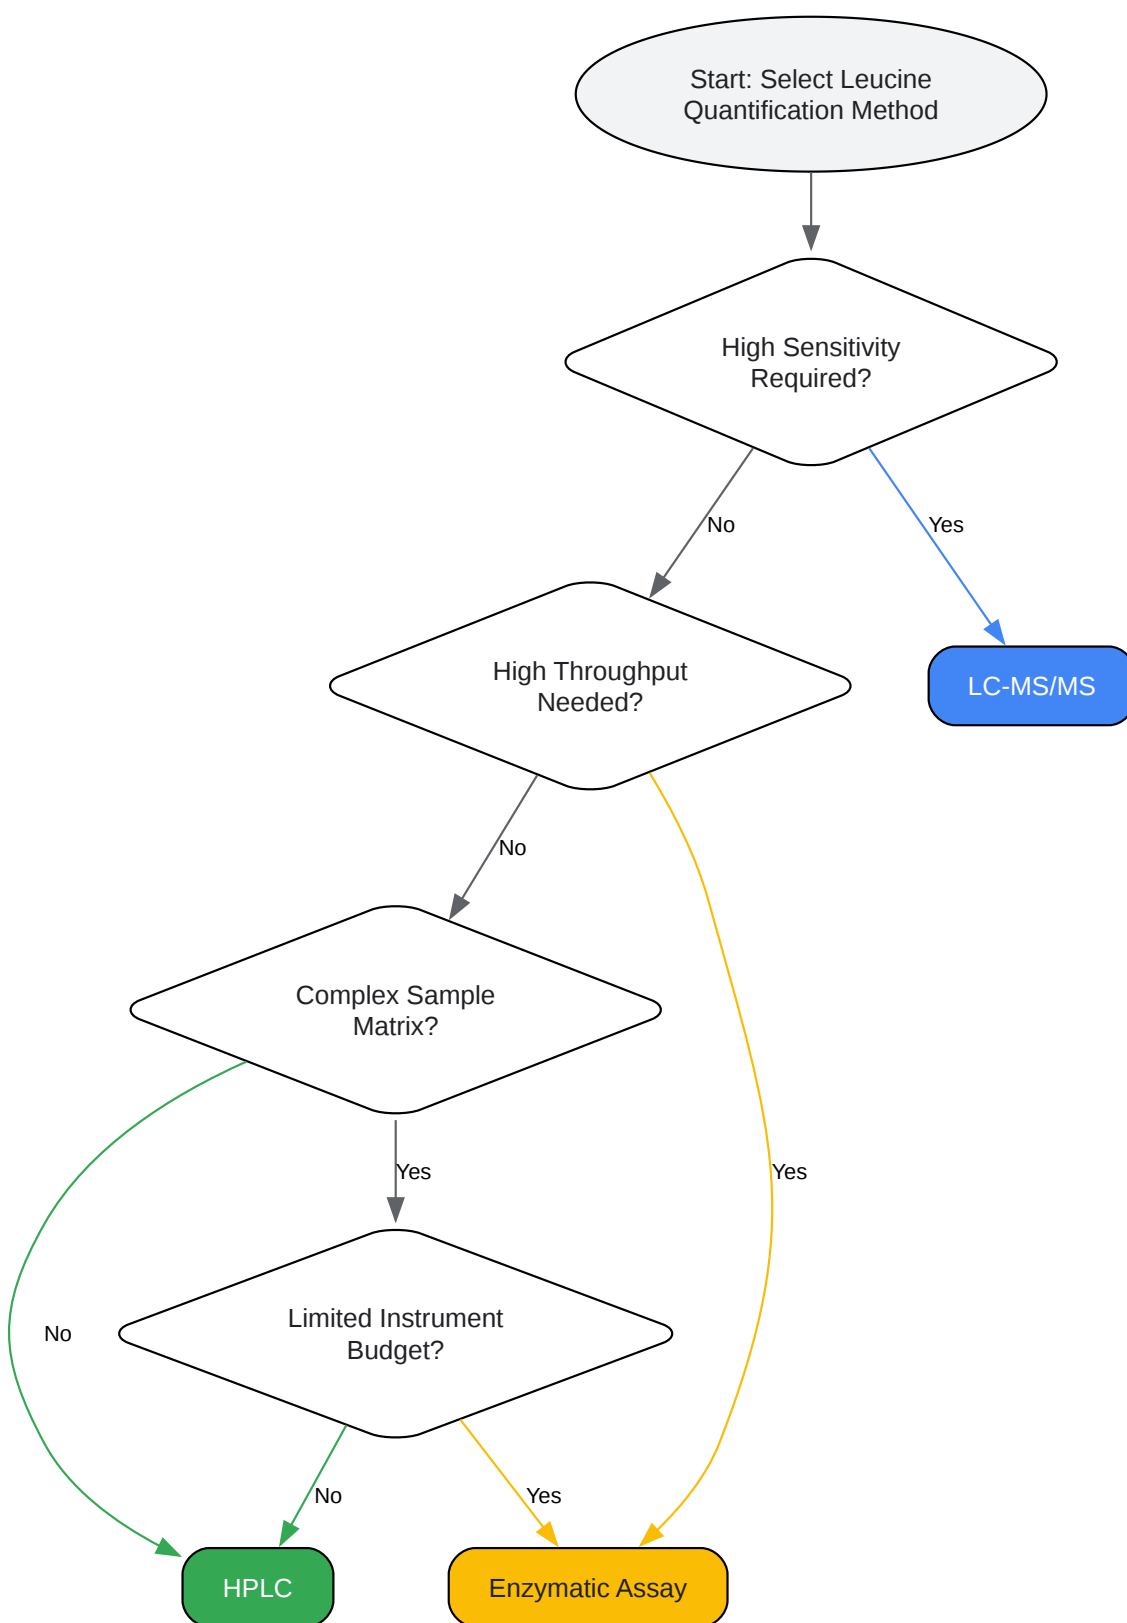 Start: Select Leucine
Quantification Method
High Sensitivity
Required?
No
Yes
High Throughput
Needed?
LC-MS/MS
No
Complex Sample
Matrix?
Yes
Yes
Limited Instrument
Budget?
No
No
Yes
HPLC
Enzymatic Assay